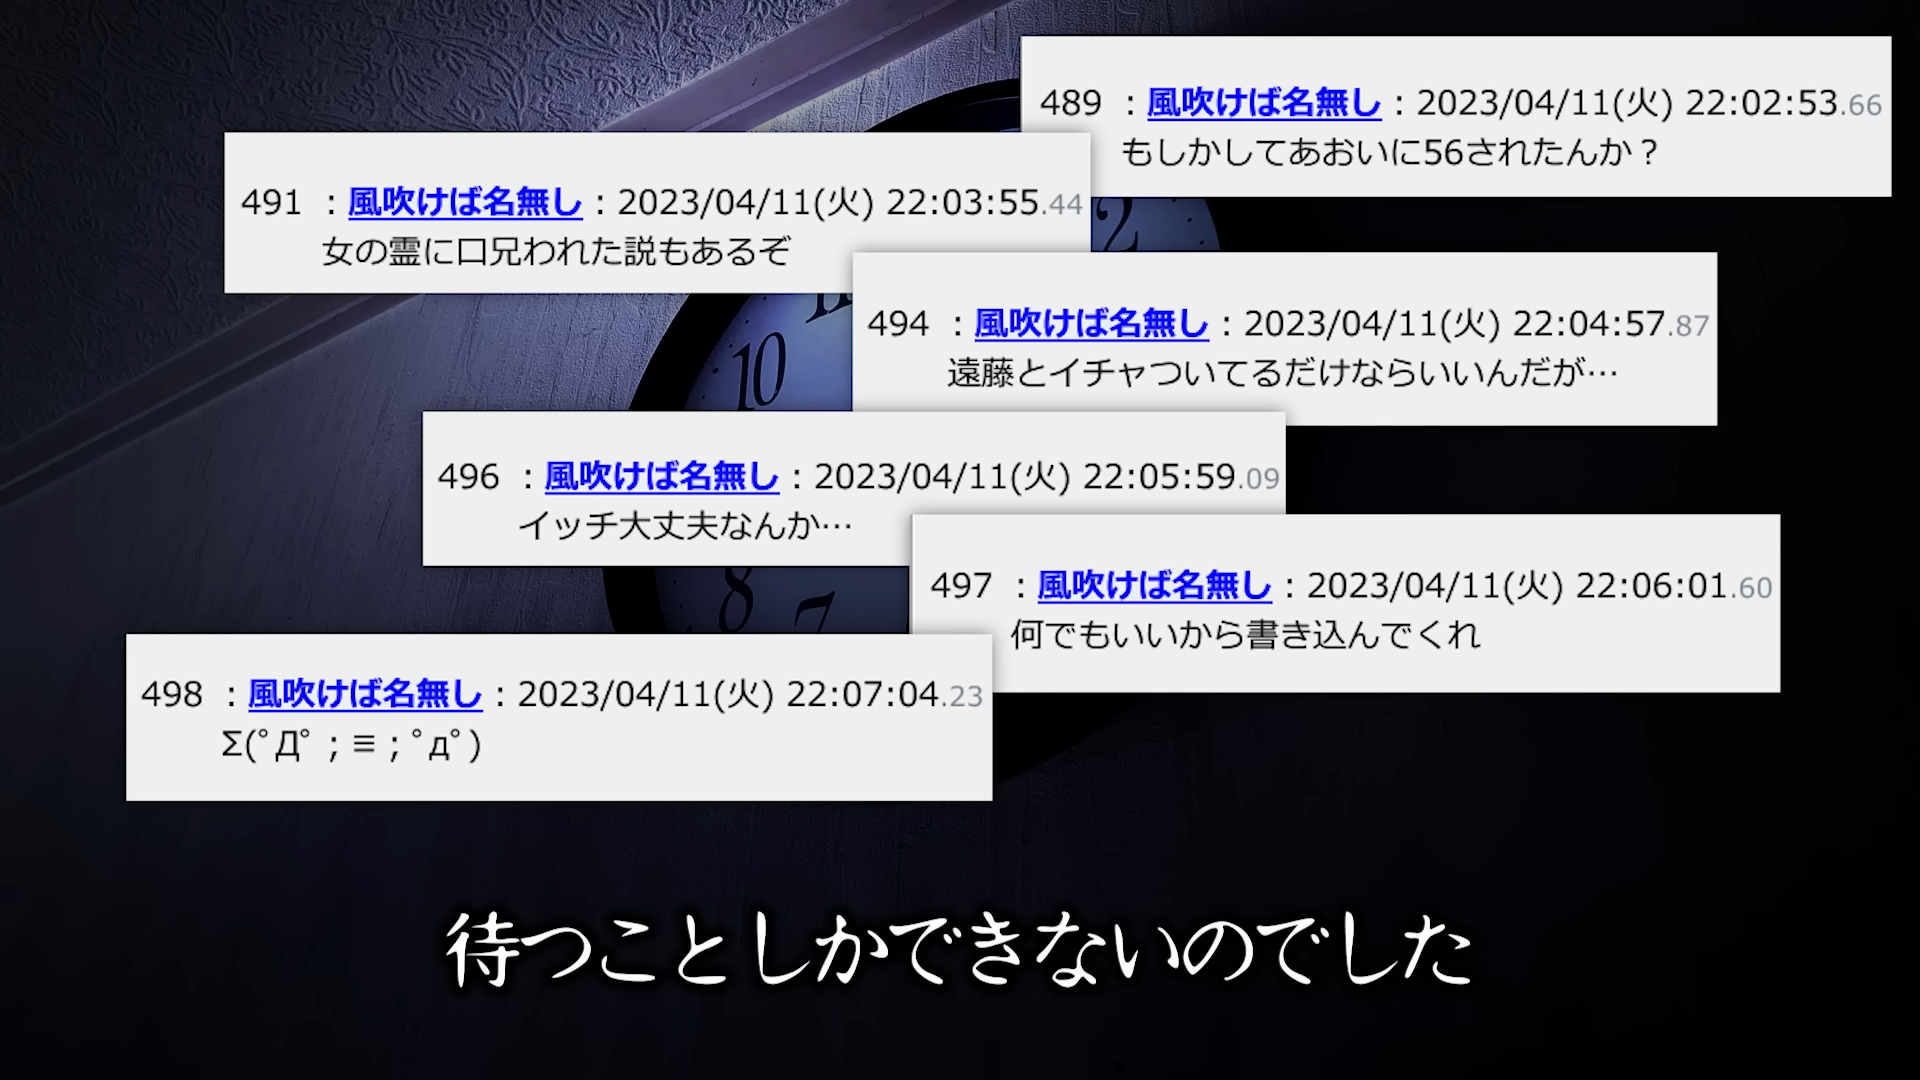 489 ：風吹けば名無し：2023/04/11(火) 22:02:53.66
もしかしてあおいに56されたんか？
491 ：風吹けば名無し：2023/04/11(火) 22:03:55.44
女の霊に口兄われた説もあるぞ
2
10
494 ：風吹けば名無し：2023/04/11(火) 22:04:57.87
遠藤とイチャついてるだけならいいんだが…
496 ：風吹けば名無し：2023/04/11(火) 22:05:59.09
イッチ大丈夫なんか…
8
7
497 ：風吹けば名無し：2023/04/11(火) 22:06:01.60
何でもいいから書き込んでくれ
498 ：風吹けば名無し：2023/04/11(火) 22:07:04.23
Σ(ﾟДﾟ；≡；ﾟдﾟ)
待つことしかできないのでした